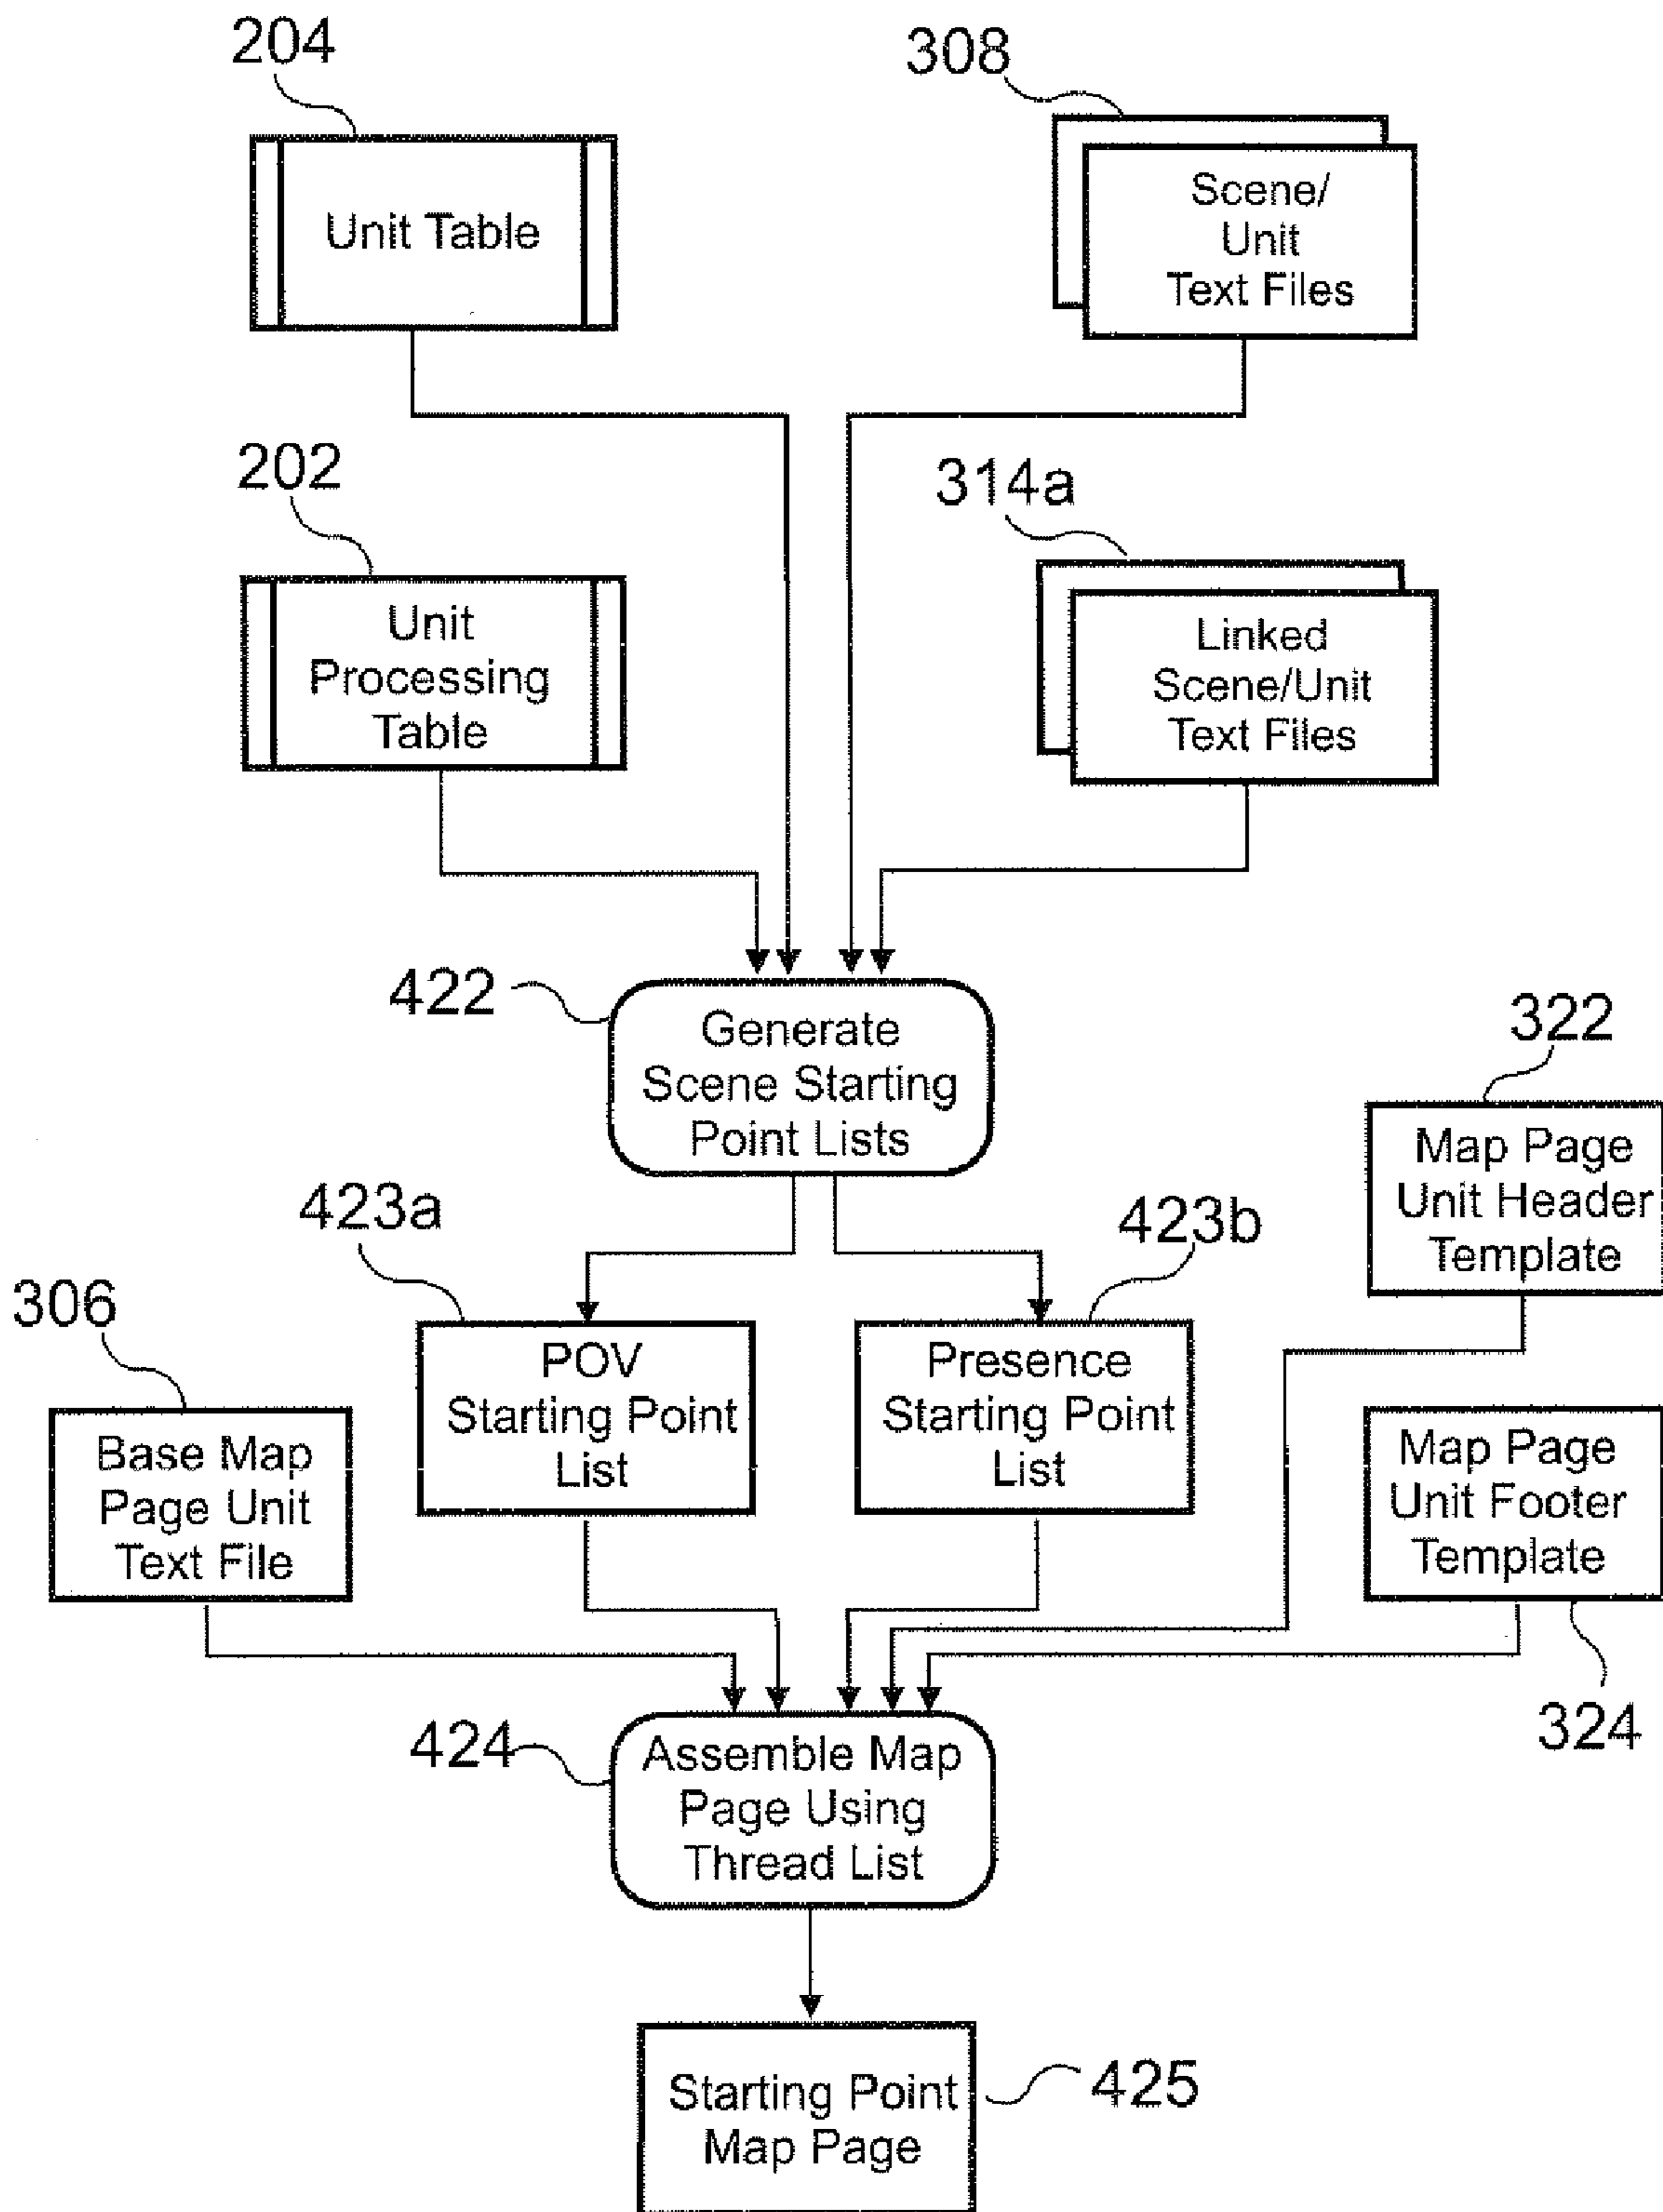 204
308
Unit Table
Scene/
Unit
Text Files
202
314a
Unit
Processing
Table
Linked
Scene/Unit
Text Files
422
Generate
Scene Starting
Point Lists
322
Map Page
Unit Header
Template
423a
423b
306
POV
Starting Point
List
Presence
Starting Point
List
Base Map
Page Unit
Text File
Map Page
Unit Footer
Template
324
424
Assemble Map
Page Using
Thread List
Starting Point
Map Page
425